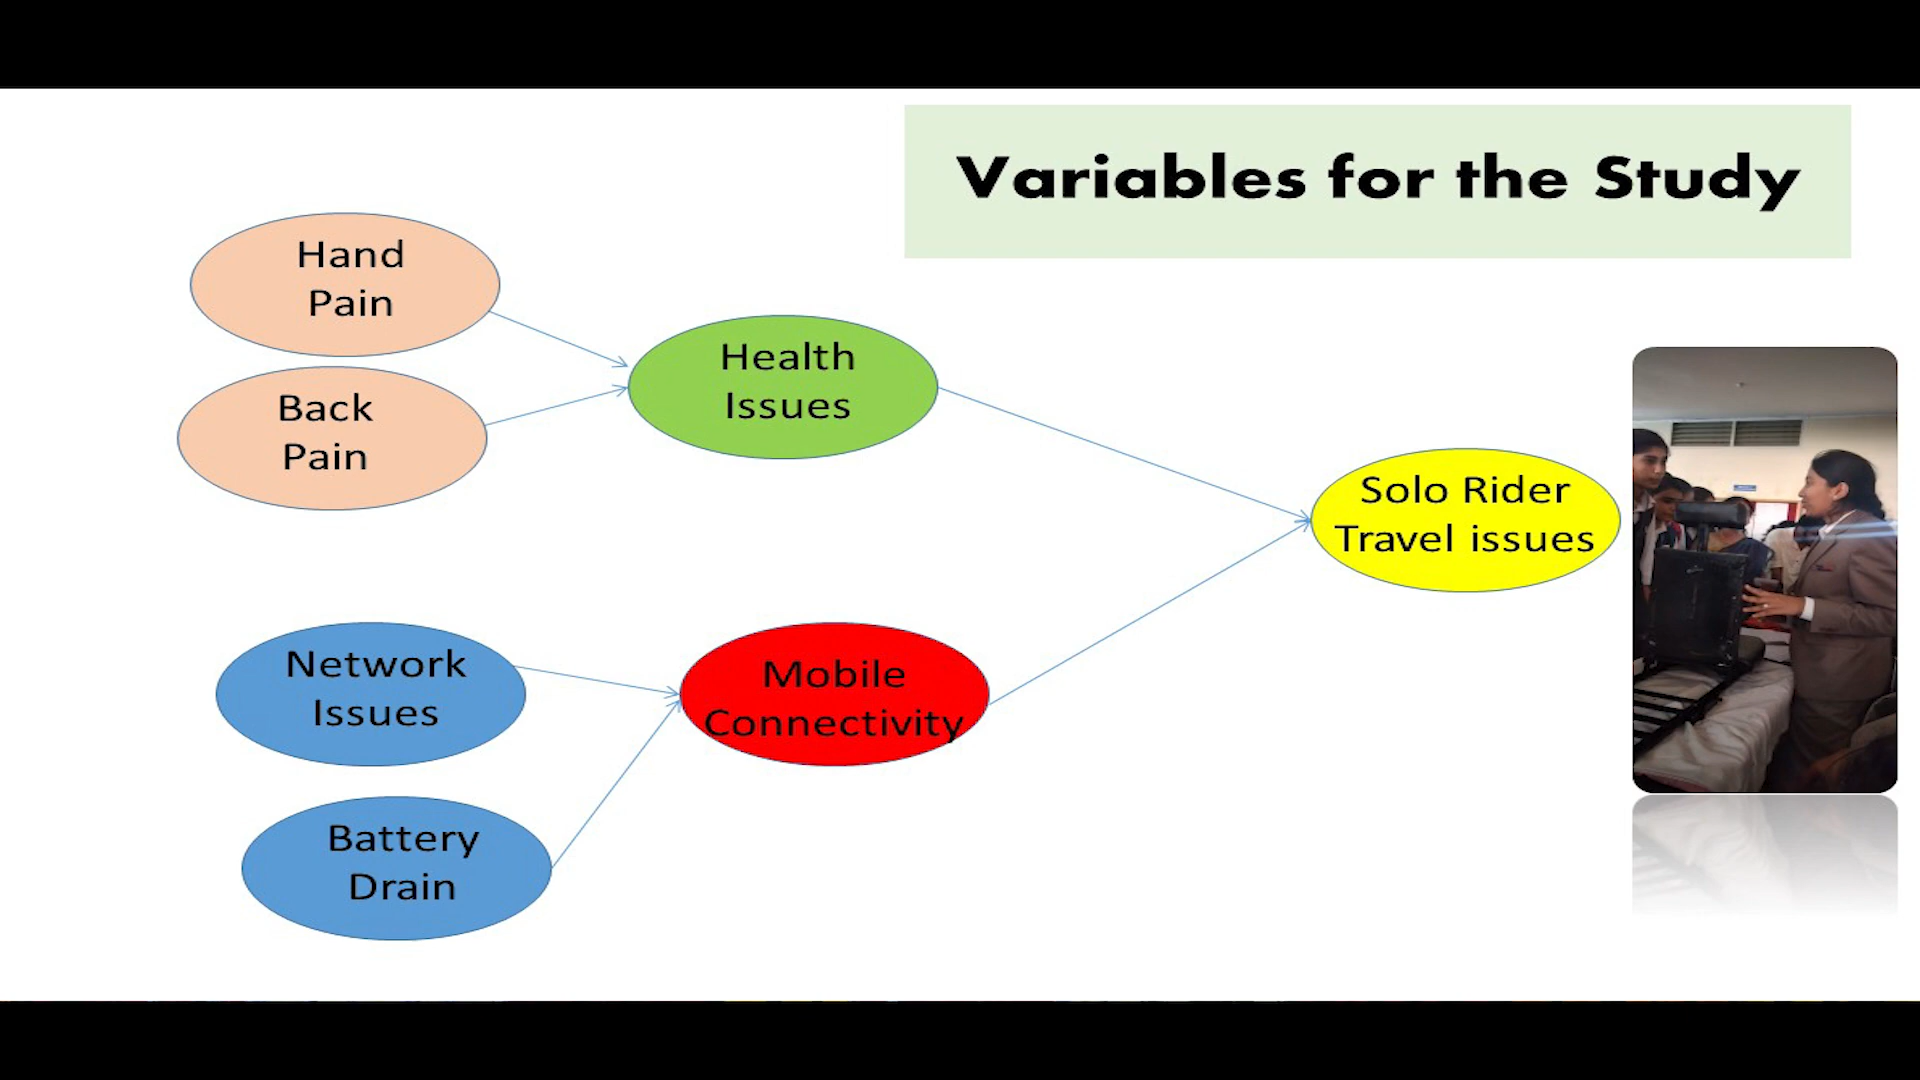 Variables for the Study
Hand
Pain
Back
Pain
Health
Issues
Solo Rider
Travel issues
Network
Issues
Mobile
Connectivity
Battery
Drain